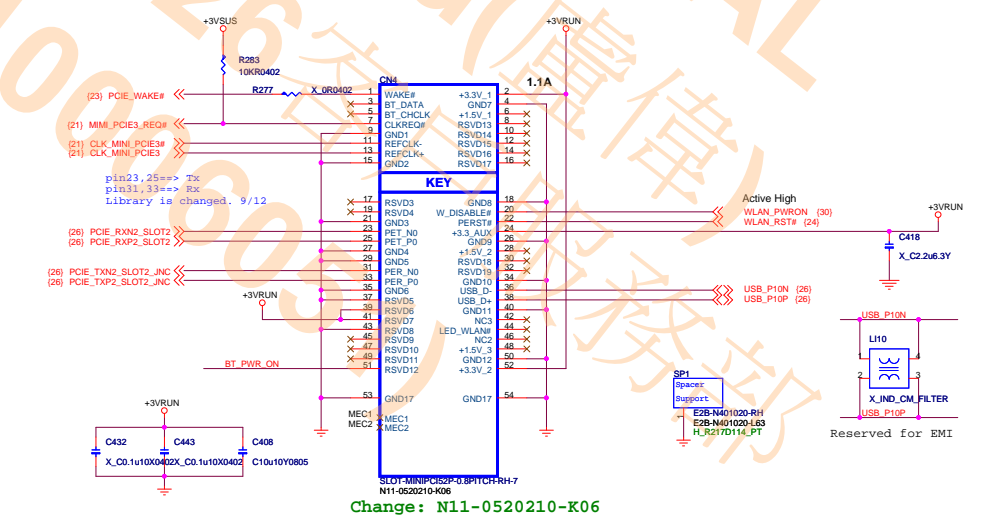 +3VSUS
+3VRUN
R283
10KR0402
CN4
1.1A
R277
X_0R0402
{23} PCIE_WAKE#
1 WAKE#
3 BT_DATA
5 BT_CHCLK
{21} MIMI_PCIE3_REQ#
7 CLKREQ#
9 GND1
{21} CLK_MINI_PCIE3#
11 REFCLK-
{21} CLK_MINI_PCIE3
13 REFCLK+
15 GND2
+3.3V_1 2
GND7 4
+1.5V_1 6
RSVD13 8
RSVD14 10
RSVD15 12
RSVD16 14
RSVD17 16
KEY
pin23,25==> Tx
pin31,33==> Rx
Library is changed. 9/12
17 RSVD3
19 RSVD4
21 GND3
{26} PCIE_RXN2_SLOT2
23 PET_N0
{26} PCIE_RXP2_SLOT2
25 PET_P0
27 GND4
29 GND5
{26} PCIE_TXN2_SLOT2_JNC
31 PER_N0
{26} PCIE_TXP2_SLOT2_JNC
33 PER_P0
35 GND6
37 RSVD5
+3VRUN
39 RSVD6
41 RSVD7
43 RSVD8
45 RSVD9
47 RSVD10
49 RSVD11
BT_PWR_ON
51 RSVD12
53 GND17
MEC1 MEC1
MEC2 MEC2
GND8 18
W_DISABLE# 20
PERST# 22
+3.3_AUX 24
GND9 26
+1.5V_2 28
RSVD18 30
RSVD19 32
GND10 34
USB_D- 36
USB_D+ 38
GND11 40
NC3 42
LED_WLAN# 44
NC2 46
+1.5V_3 48
GND12 50
+3.3V_2 52
GND17 54
Active High
WLAN_PWRON {30}
WLAN_RST# {24}
+3VRUN
C418
X_C2.2u6.3Y
USB_P10N {26}
USB_P10P {26}
USB_P10N
LI10
1
4
2
3
X_IND_CM_FILTER
USB_P10P
Reserved for EMI
SP1
Spacer
Support
E2B-N401020-RH
E2B-N401020-L63
H_R217D114_PT
+3VRUN
C432
X_C0.1u10X0402
C443
X_C0.1u10X0402
C408
C10u10Y0805
SLOT-MINIPCI52P-0.8PITCH-RH-7
N11-0520210-K06
Change: N11-0520210-K06